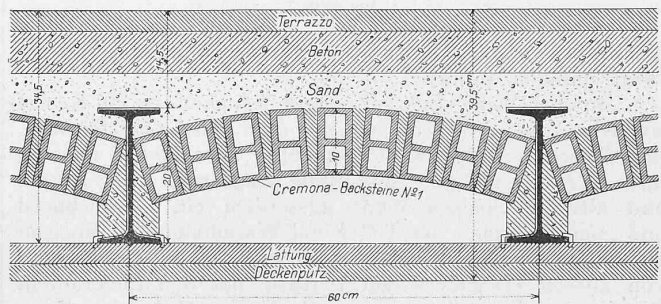 Terrazzo
Beton
Sand
14,5
34,5
39,5 cm
20
10
Cremona-Backsteine No 1
Lattung
Deckenputz
60 cm